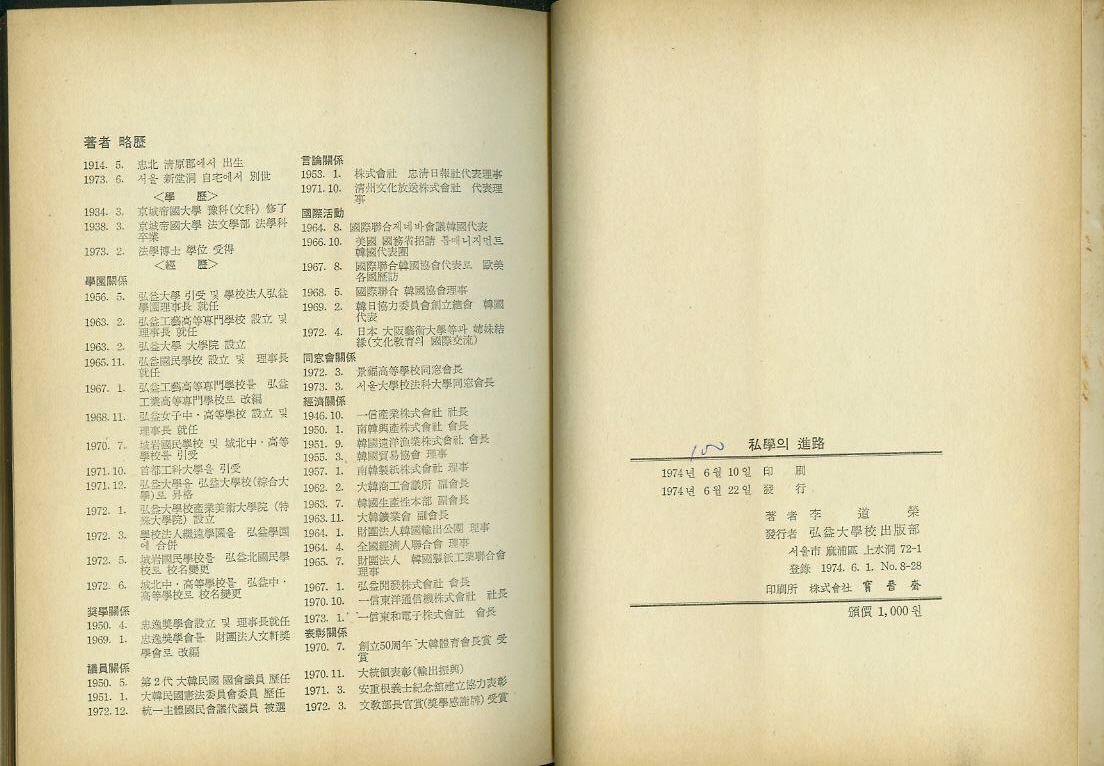 著者 略歷
1914. 5. 忠北 淸原郡에서 出生
1973. 6. 서울 新堂洞 自宅에서 別世
<學 歷>
1934. 3. 京城帝國大學 豫科(文科) 修了
1938. 3. 京城帝國大學 法文學部 法學科
卒業
1973. 2. 法學博士 學位 受得
<經 歷>
學園關係
1956. 5. 弘益大學 引受 및 學校法人弘益
學園理事長 就任
1963. 2. 弘益工藝高等專門學校 設立 및
理事長 就任
1963. 2. 弘益大學 大學院 設立
1965. 11. 弘益國民學校 設立 및 理事長
就任
1967. 1. 弘益工藝高等專門學校를 弘益
工業高等專門學校로 改編
1968. 11. 弘益女子中·高等學校 設立 및
理事長 就任
1970. 7. 城岩國民學校 및 城北中·高等
學校을 引受
1971. 10. 首都工科大學을 引受
1971. 12. 弘益大學을 弘益大學校(綜合大
學)로 昇格
1972. 1. 弘益大學校産業美術大學院 (特
殊大學院) 設立
1972. 3. 學校法人繼遠學園을 弘益學園
에 合併
1972. 5. 城岩國民學校를 弘益北國民學
校로 校名變更
1972. 6. 城北中·高等學校를 弘益中·
高等學校로 校名變更
奬學關係
1950. 4. 忠逸奬學會設立 및 理事長就任
1969. 1. 忠逸奬學會를 財團法人文軒奬
學會로 改編
議員關係
1950. 5. 第2代 大韓民國 國會議員 歷任
1951. 1. 大韓民國憲法委員會委員 歷任
1972. 12. 統一主體國民會議代議員 被選
言論關係
1953. 1. 株式會社 忠淸日報社代表理事
1971. 10. 淸州文化放送株式會社 代表理
事
國際活動
1964. 8. 國際聯合제네바會議韓國代表
1966. 10. 美國 國務省招請 톱매니지먼트
韓國代表團
1967. 8. 國際聯合韓國協會代表로 歐美
各國歷訪
1968. 5. 國際聯合 韓國協會理事
1969. 2. 韓日協力委員會創立總會 韓國
代表
1972. 4. 日本 大阪藝術大學等과 姉妹結
緣(文化敎育의 國際交流)
同窓會關係
1972. 3. 景福高等學校同窓會長
1973. 3. 서울大學校法科大學同窓會長
經濟關係
1946. 10. 一信產業株式會社 社長
1950. 1. 南韓興產株式會社 會長
1951. 9. 韓國遠洋漁業株式會社 會長
1955. 3. 韓國貿易協會 理事
1957. 1. 南韓製紙株式會社 理事
1962. 2. 大韓商工會議所 副會長
1963. 7. 韓國生產性本部 副會長
1963. 11. 大韓鑛業會 副會長
1964. 1. 財團法人韓國輸出公團 理事
1964. 4. 全國經濟人聯合會 理事
1965. 7. 財團法人 韓國製紙工業聯合會
理事
1967. 1. 弘益開發株式會社 會長
1970. 10. 一信東洋通信機株式會社 社長
1973. 1. 一信東和電子株式會社 會長
表彰關係
1970. 7. 創立50周年 大韓體育會長賞 受
賞
1970. 11. 大統領表彰(輸出振興)
1971. 3. 安重根義士紀念館建立協力表彰
1972. 3. 文敎部長官賞(奬學感謝牌)受賞
100
私學의 進路
1974년 6월 10일 印 刷
1974년 6월 22일 發 行
著 者 李 道 榮
發行者 弘益大學校出版部
서울市 麻浦區 上水洞 72-1
登錄 1974. 6. 1. No. 8-28
印刷所 株式會社 寶晋齋
頒價 1,000원